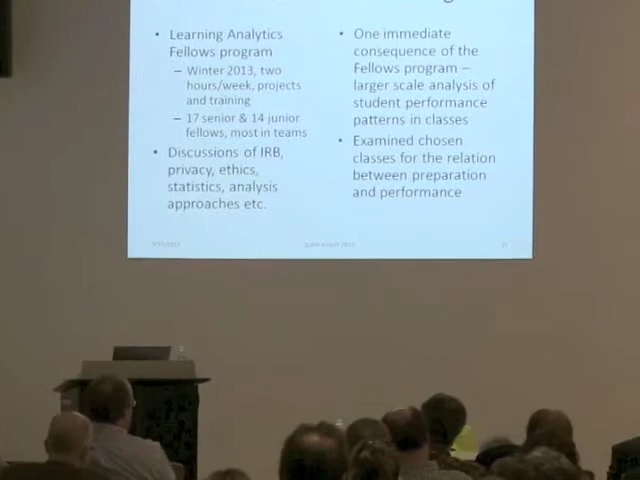 • Learning Analytics
Fellows program
– Winter 2013, two
hours/week, projects
and training
– 17 senior & 14 junior
fellows, most in teams
• Discussions of IRB,
privacy, ethics,
statistics, analysis
approaches etc.
• One immediate
consequence of the
Fellows program –
larger scale analysis of
student performance
patterns in classes
• Examined chosen
classes for the relation
between preparation
and performance